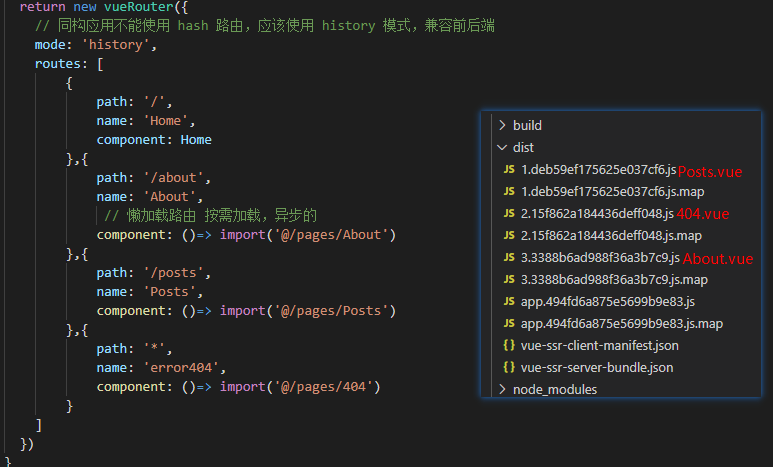 return new vueRouter({
// 同构应用不能使用 hash 路由，应该使用 history 模式，兼容前后端
mode: 'history',
routes: [
{
path: '/',
name: 'Home',
component: Home
},{
path: '/about',
name: 'About',
// 懒加载路由 按需加载，异步的
component: ()=> import('@/pages/About')
},{
path: '/posts',
name: 'Posts',
component: ()=> import('@/pages/Posts')
},{
path: '*',
name: 'error404',
component: ()=> import('@/pages/404')
}
]
})
}
build
dist
JS 1.deb59ef175625e037cf6.js Posts.vue
JS 1.deb59ef175625e037cf6.js.map
JS 2.15f862a184436deff048.js 404.vue
JS 2.15f862a184436deff048.js.map
JS 3.3388b6ad988f36a3b7c9.js About.vue
JS 3.3388b6ad988f36a3b7c9.js.map
JS app.494fd6a875e5699b9e83.js
JS app.494fd6a875e5699b9e83.js.map
{} vue-ssr-client-manifest.json
{} vue-ssr-server-bundle.json
node_modules